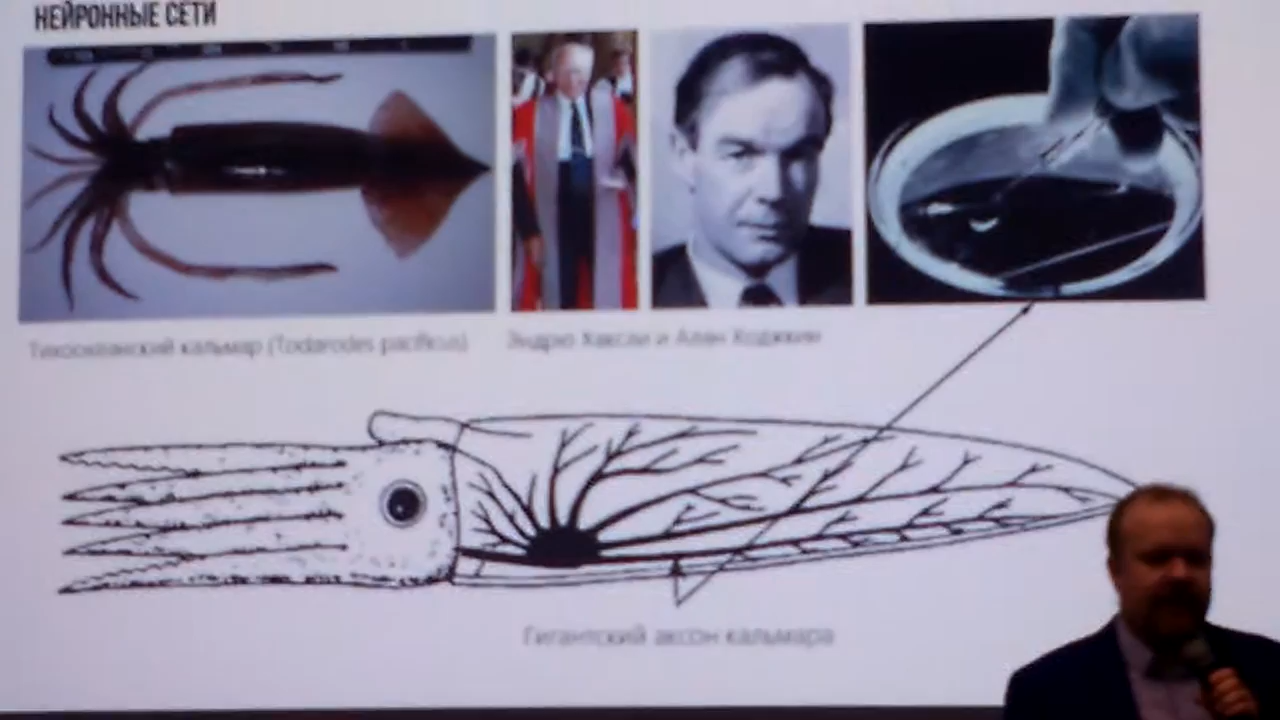 НЕЙРОННЫЕ СЕТИ
Тихоокеанский кальмар (Todarodes pacificus)
Эндрю Хаксли и Алан Ходжкин
Гигантский аксон кальмара